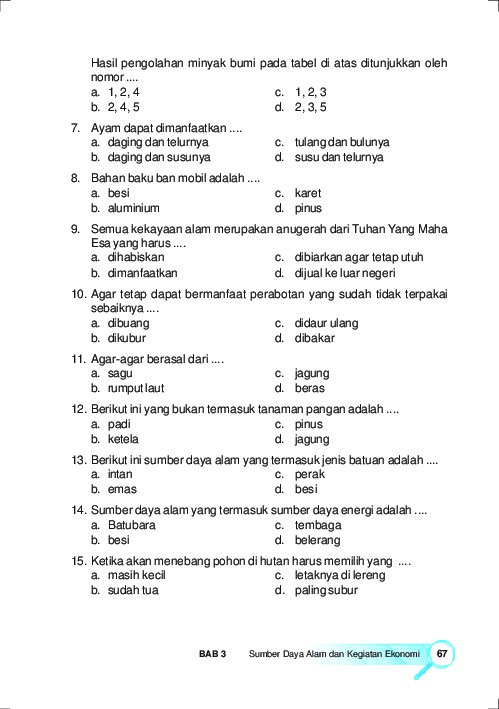 Hasil pengolahan minyak bumi pada tabel di atas ditunjukkan oleh
nomor ....
a. 1, 2, 4 c. 1, 2, 3
b. 2, 4, 5 d. 2, 3, 5
7. Ayam dapat dimanfaatkan ....
a. daging dan telurnya c. tulang dan bulunya
b. daging dan susunya d. susu dan telurnya
8. Bahan baku ban mobil adalah ....
a. besi c. karet
b. aluminium d. pinus
9. Semua kekayaan alam merupakan anugerah dari Tuhan Yang Maha
Esa yang harus ....
a. dihabiskan c. dibiarkan agar tetap utuh
b. dimanfaatkan d. dijual ke luar negeri
10. Agar tetap dapat bermanfaat perabotan yang sudah tidak terpakai
sebaiknya ....
a. dibuang c. didaur ulang
b. dikubur d. dibakar
11. Agar-agar berasal dari ....
a. sagu c. jagung
b. rumput laut d. beras
12. Berikut ini yang bukan termasuk tanaman pangan adalah ....
a. padi c. pinus
b. ketela d. jagung
13. Berikut ini sumber daya alam yang termasuk jenis batuan adalah ....
a. intan c. perak
b. emas d. besi
14. Sumber daya alam yang termasuk sumber daya energi adalah ....
a. Batubara c. tembaga
b. besi d. belerang
15. Ketika akan menebang pohon di hutan harus memilih yang ....
a. masih kecil c. letaknya di lereng
b. sudah tua d. paling subur
BAB 3 Sumber Daya Alam dan Kegiatan Ekonomi 67